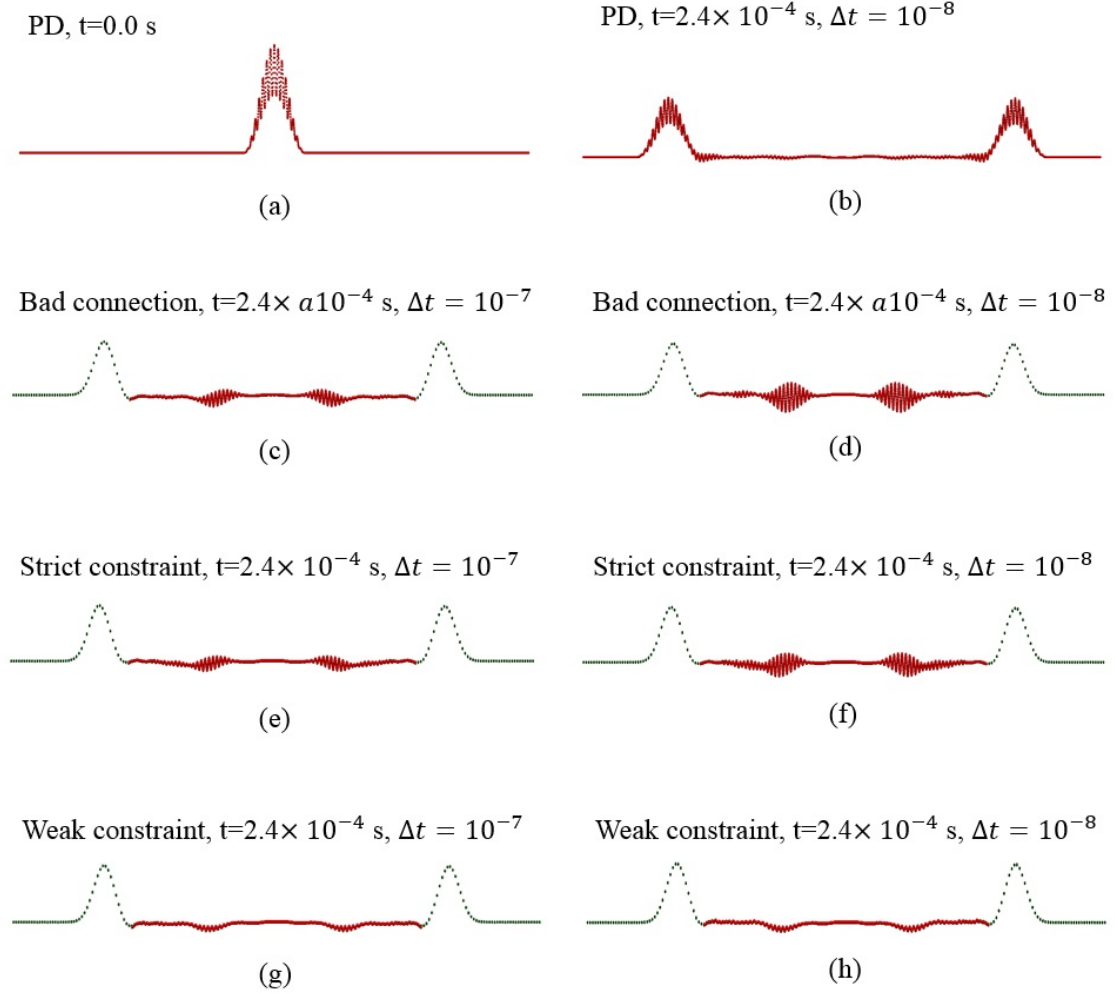 PD, t=0.0 s
PD, t=2.4× 10⁻⁴ s, Δt = 10⁻⁸
(a)
(b)
Bad connection, t=2.4× a10⁻⁴ s, Δt = 10⁻⁷
Bad connection, t=2.4× a10⁻⁴ s, Δt = 10⁻⁸
(c)
(d)
Strict constraint, t=2.4× 10⁻⁴ s, Δt = 10⁻⁷
Strict constraint, t=2.4× 10⁻⁴ s, Δt = 10⁻⁸
(e)
(f)
Weak constraint, t=2.4× 10⁻⁴ s, Δt = 10⁻⁷
Weak constraint, t=2.4× 10⁻⁴ s, Δt = 10⁻⁸
(g)
(h)